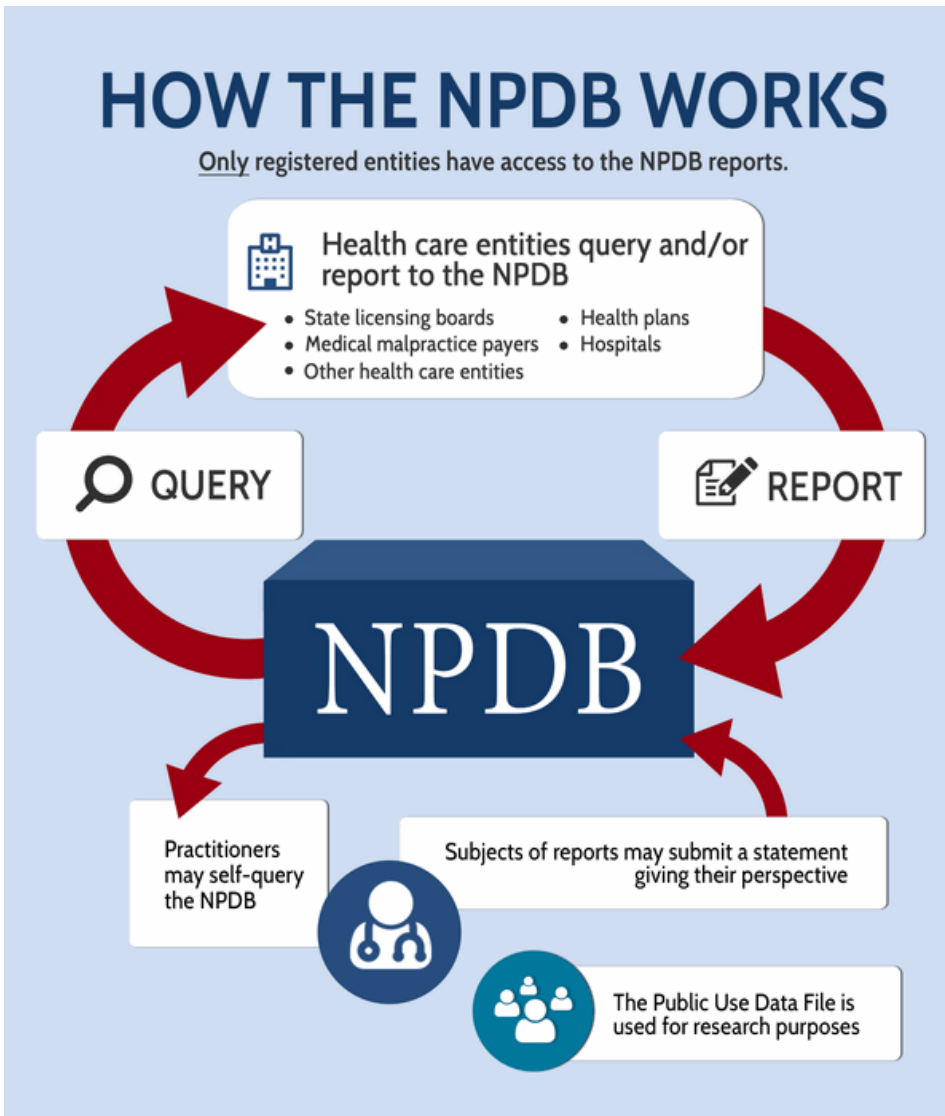 HOW THE NPDB WORKS
Only registered entities have access to the NPDB reports.
H
Health care entities query and/or
report to the NPDB
• State licensing boards
• Medical malpractice payers
• Other health care entities
• Health plans
• Hospitals
QUERY
REPORT
NPDB
Practitioners
may self-query
the NPDB
Subjects of reports may submit a statement
giving their perspective
The Public Use Data File is
used for research purposes